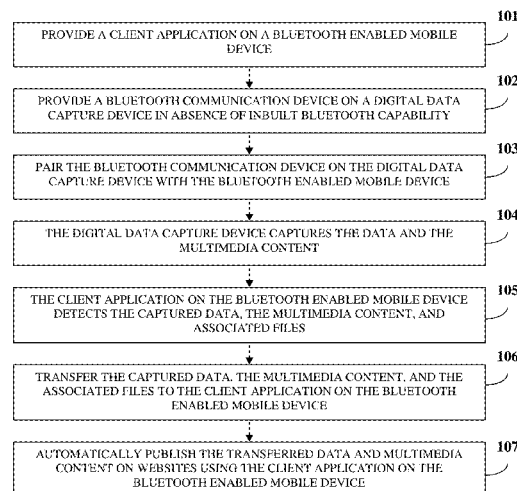 101
PROVIDE A CLIENT APPLICATION ON A BLUETOOTH ENABLED MOBILE
DEVICE
102
PROVIDE A BLUETOOTH COMMUNICATION DEVICE ON A DIGITAL DATA
CAPTURE DEVICE IN ABSENCE OF INBUILT BLUETOOTH CAPABILITY
103
PAIR THE BLUETOOTH COMMUNICATION DEVICE ON THE DIGITAL DATA
CAPTURE DEVICE WITH THE BLUETOOTH ENABLED MOBILE DEVICE
104
THE DIGITAL DATA CAPTURE DEVICE CAPTURES THE DATA AND THE
MULTIMEDIA CONTENT
105
THE CLIENT APPLICATION ON THE BLUETOOTH ENABLED MOBILE DEVICE
DETECTS THE CAPTURED DATA, THE MULTIMEDIA CONTENT, AND
ASSOCIATED FILES
106
TRANSFER THE CAPTURED DATA, THE MULTIMEDIA CONTENT, AND THE
ASSOCIATED FILES TO THE CLIENT APPLICATION ON THE BLUETOOTH
ENABLED MOBILE DEVICE
107
AUTOMATICALLY PUBLISH THE TRANSFERRED DATA AND MULTIMEDIA
CONTENT ON WEBSITES USING THE CLIENT APPLICATION ON THE
BLUETOOTH ENABLED MOBILE DEVICE